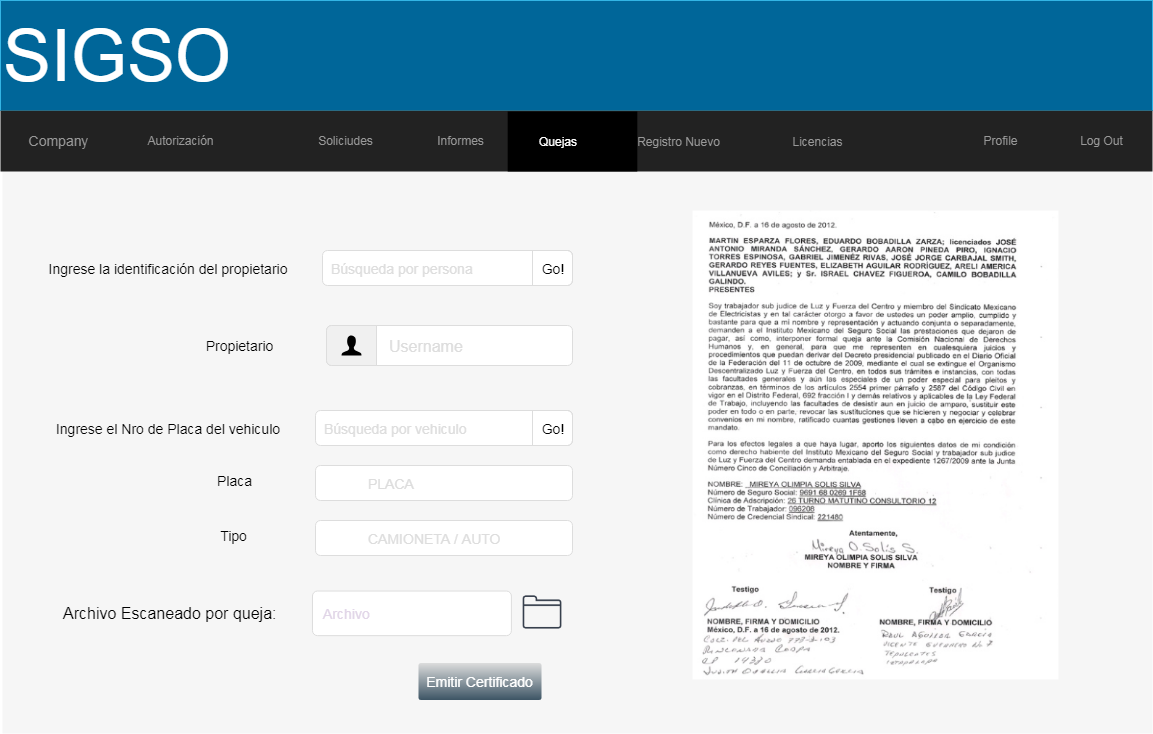 SIGSO
Company Autorización Soliciudes Informes Quejas Registro Nuevo Licencias Profile Log Out
Ingrese la identificación del propietario
Búsqueda por persona Go!
Propietario
Username
Ingrese el Nro de Placa del vehiculo
Búsqueda por vehiculo Go!
Placa
PLACA
Tipo
CAMIONETA / AUTO
Archivo Escaneado por queja:
Archivo
Emitir Certificado
México, D.F. a 16 de agosto de 2012.
MARTIN ESPARZA FLORES, EDUARDO BOBADILLA ZARZA; licenciados JOSÉ
ANTONIO MIRANDA SÁNCHEZ, GERARDO AARON PINEDA PIRO, IGNACIO
TORRES ESPINOSA, GABRIEL JIMENÉZ RIVAS, JOSÉ JORGE CARBAJAL SMITH,
GERARDO REYES FUENTES, ELIZABETH AGUILAR RODRÍGUEZ, ARELI AMERICA
VILLANUEVA AVILES; y Sr. ISRAEL CHAVEZ FIGUEROA, CAMILO BOBADILLA
GALINDO.
PRESENTES
Soy trabajador sub judice de Luz y Fuerza del Centro y miembro del Sindicato Mexicano
de Electricistas y en tal carácter otorgo a favor de ustedes un poder amplio, cumplido y
bastante para que a mi nombre y representación y actuando conjunta o separadamente,
demanden a el Instituto Mexicano del Seguro Social las prestaciones que dejaron de
pagar, así como, interponer formal queja ante la Comisión Nacional de Derechos
Humanos y, en general, para que me representen en cualesquiera juicios y
procedimientos que puedan derivar del Decreto presidencial publicado en el Diario Oficial
de la Federación del 11 de octubre de 2009, mediante el cual se extingue el Organismo
Descentralizado Luz y Fuerza del Centro, en todos sus trámites e instancias, con todas
las facultades generales y aún las especiales de un poder especial para pleitos y
cobranzas, en términos de los artículos 2554 primer párrafo y 2587 del Código Civil en
vigor en el Distrito Federal, 692 fracción I y demás relativos y aplicables de la Ley Federal
de Trabajo, incluyendo las facultades de desistir aun en juicio de amparo, sustituir este
poder en todo o en parte, revocar las sustituciones que se hicieren y negociar y celebrar
convenios en mi nombre, ratificado cuantas gestiones lleven a cabo en ejercicio de este
mandato.
Para los efectos legales a que haya lugar, aporto los siguientes datos de mi condición
como derecho habiente del Instituto Mexicano del Seguro Social y trabajador sub judice
de Luz y Fuerza del Centro demanda entablada en el expediente 1267/2009 ante la Junta
Número Cinco de Conciliación y Arbitraje.
NOMBRE: MIREYA OLIMPIA SOLIS SILVA
Número de Seguro Social: 9691 68 0269 1F68
Clínica de Adscripción: 26 TURNO MATUTINO CONSULTORIO 12
Número de Trabajador: 096208
Número de Credencial Sindical: 221480
Atentamente,
Mireya O. Solis S.
MIREYA OLIMPIA SOLIS SILVA
NOMBRE Y FIRMA
Testigo
NOMBRE, FIRMA Y DOMICILIO
México, D.F. a 16 de agosto de 2012.
Testigo
NOMBRE, FIRMA Y DOMICILIO
RAUL AGUILAR GARCIA